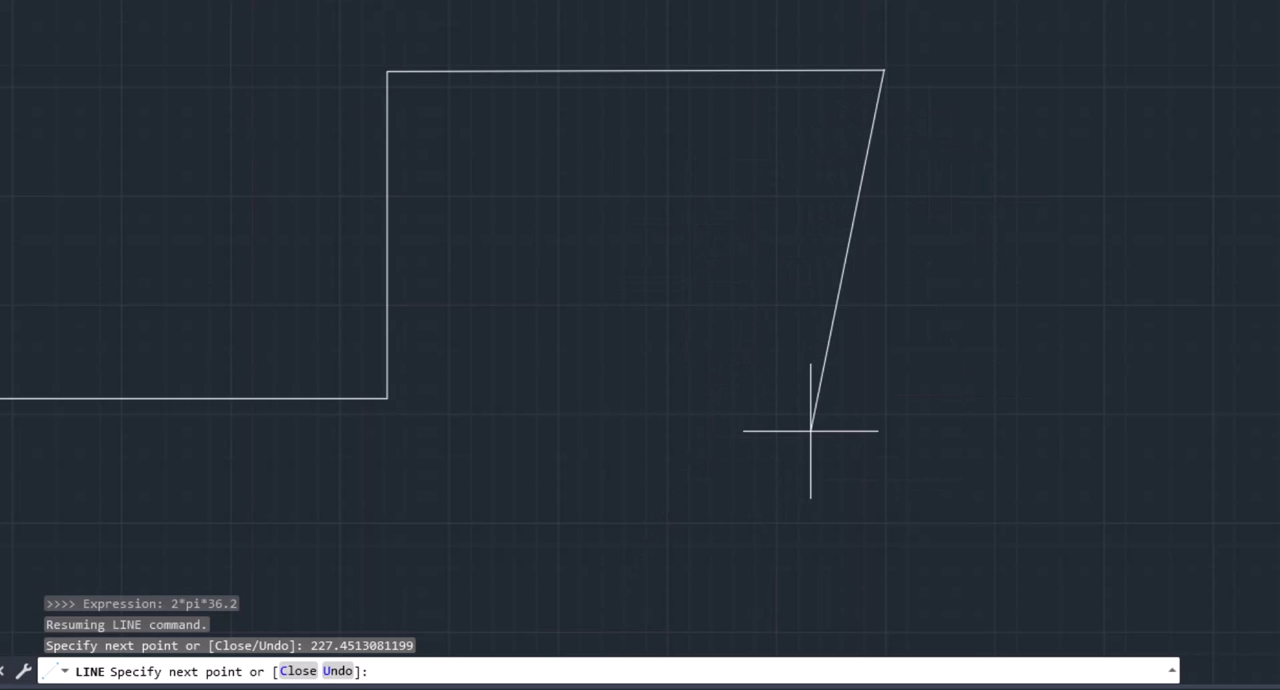 >>>> Expression: 2*pi*36.2
Resuming LINE command.
Specify next point or [Close/Undo]: 227.4513081199
LINE Specify next point or [Close Undo]: